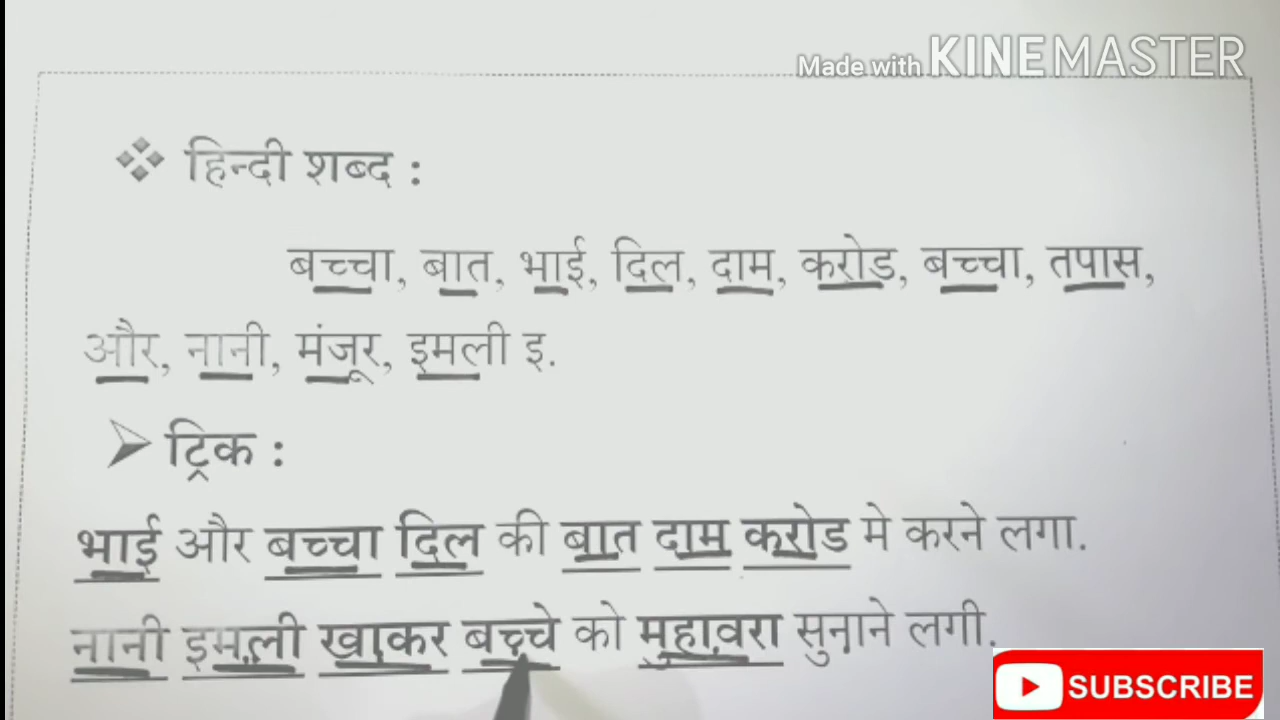 Made with KINEMASTER
❖ हिन्दी शब्द :
बच्चा, बात, भाई, दिल, दाम, करोड, बच्चा, तपास,
और, नानी, मंजूर, इमली इ.
➢ ट्रिक :
भाई और बच्चा दिल की बात दाम करोड मे करने लगा.
नानी इमली खाकर बच्चे को मुहावरा सुनाने लगी.
SUBSCRIBE